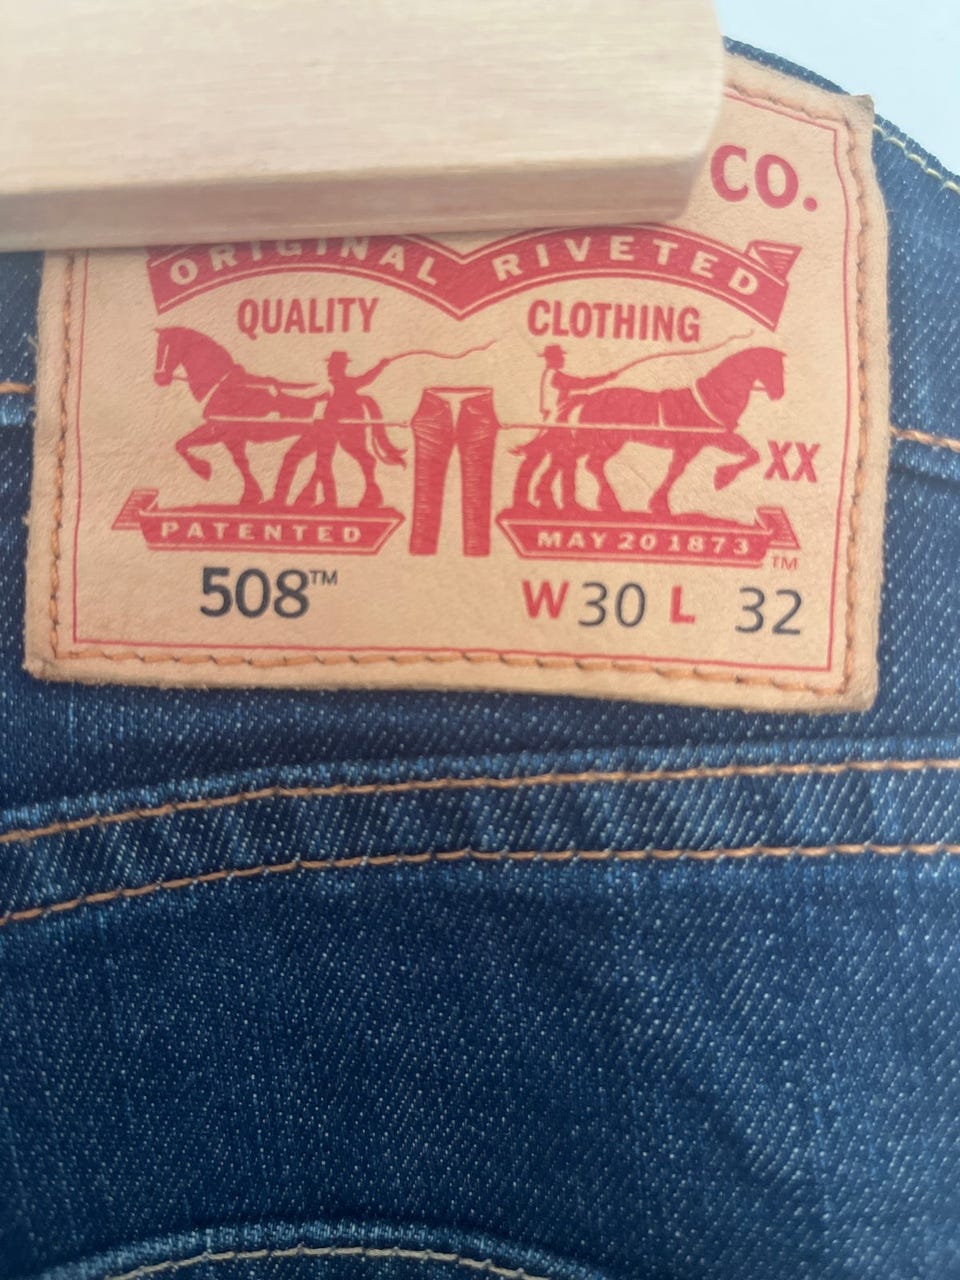 CO.
ORIGINAL RIVETED
QUALITY CLOTHING
XX
PATENTED MAY 20 1873 TM
508™ W 30 L 32